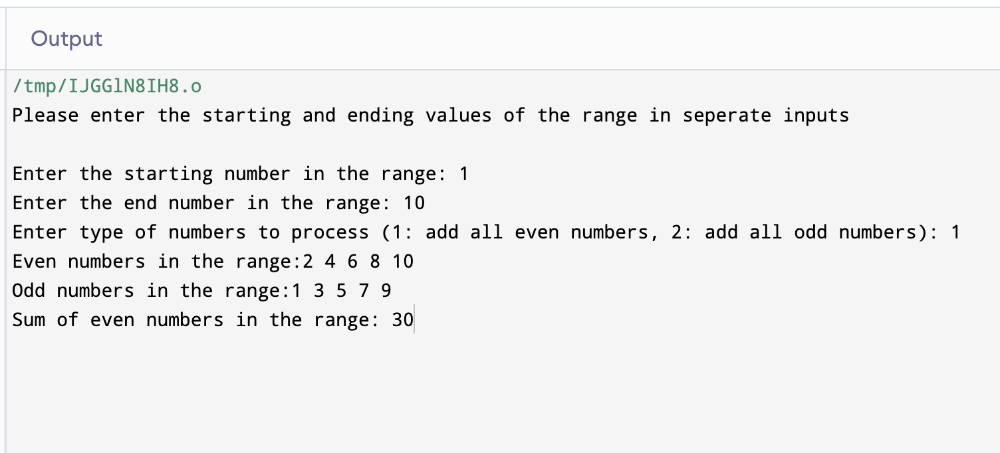 Output
/tmp/IJGGlN8IH8.o
Please enter the starting and ending values of the range in seperate inputs
Enter the starting number in the range: 1
Enter the end number in the range: 10
Enter type of numbers to process (1: add all even numbers, 2: add all odd numbers): 1
Even numbers in the range:2 4 6 8 10
Odd numbers in the range:1 3 5 7 9
Sum of even numbers in the range: 30